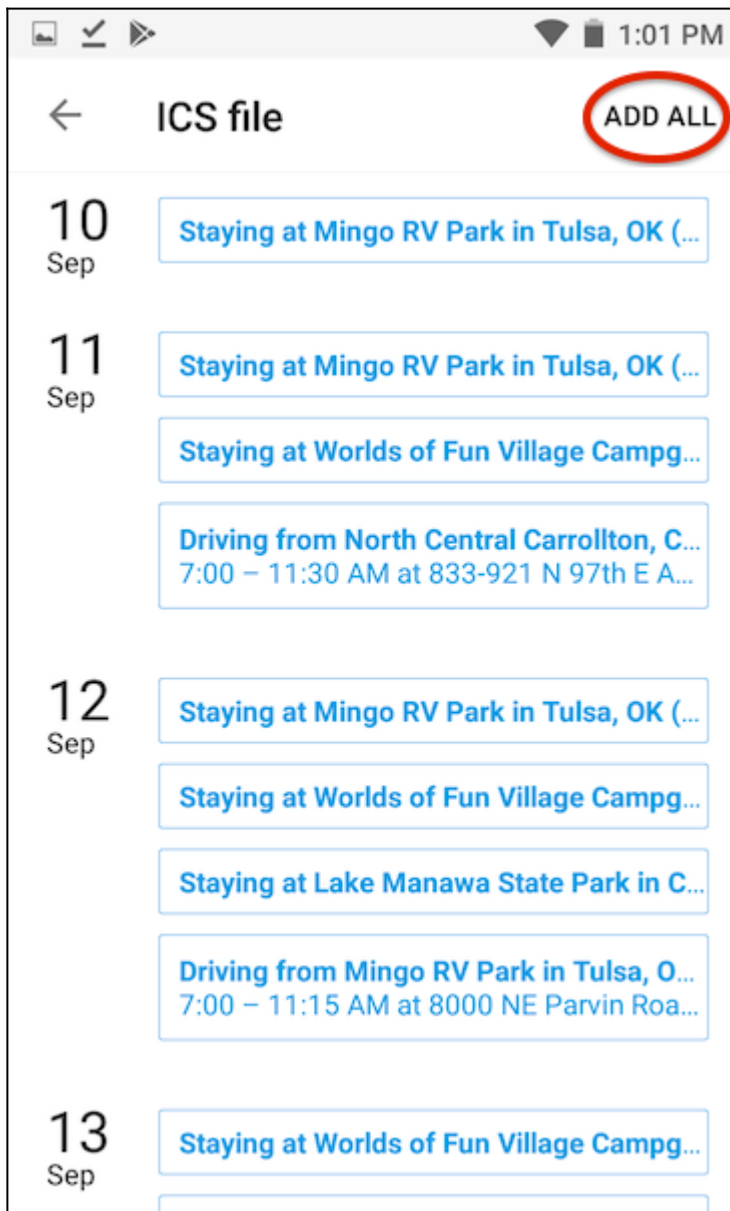 1:01 PM
ICS file
ADD ALL
10
Sep
Staying at Mingo RV Park in Tulsa, OK (...
11
Sep
Staying at Mingo RV Park in Tulsa, OK (...
Staying at Worlds of Fun Village Campg...
Driving from North Central Carrollton, C...
7:00 – 11:30 AM at 833-921 N 97th E A...
12
Sep
Staying at Mingo RV Park in Tulsa, OK (...
Staying at Worlds of Fun Village Campg...
Staying at Lake Manawa State Park in C...
Driving from Mingo RV Park in Tulsa, O...
7:00 – 11:15 AM at 8000 NE Parvin Roa...
13
Sep
Staying at Worlds of Fun Village Campg...